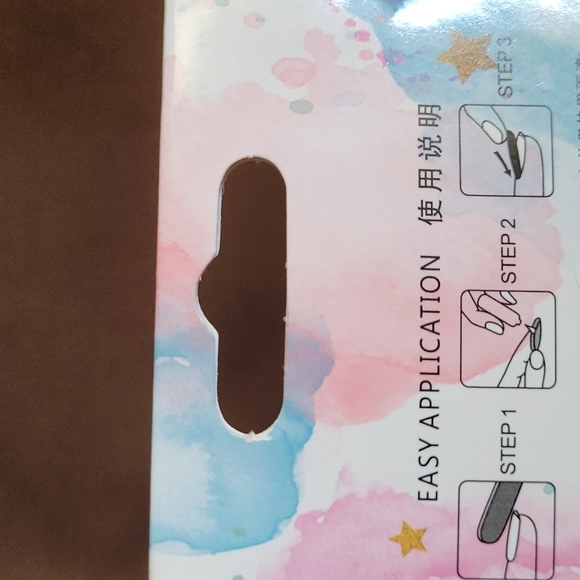 EASY APPLICATION 使用说明
STEP 1
STEP 2
STEP 3